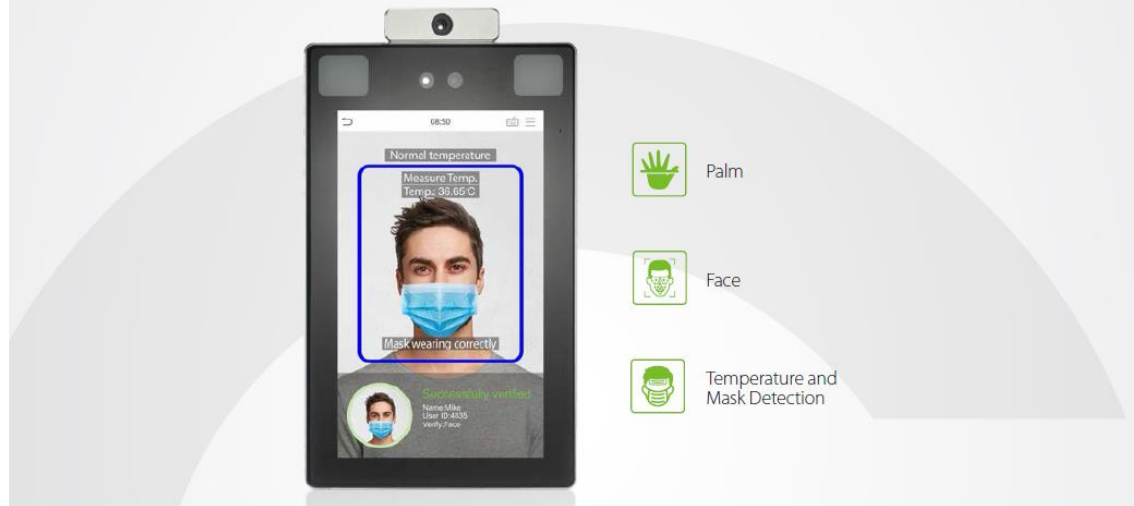 08:50
Normal temperature
Measure Temp.
Temp.: 36.65°C
Mask wearing correctly
Successfully verified
Name:Mike
User ID:4835
Verify:Face
Palm
Face
Temperature and
Mask Detection